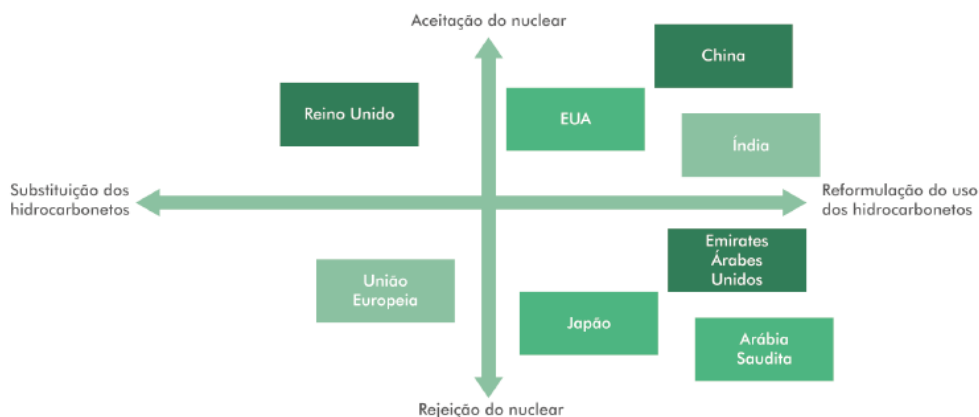 Aceitação do nuclear
China
Reino Unido
EUA
Índia
Substituição dos
hidrocarbonetos
Reformulação do uso
dos hidrocarbonetos
Emirates
Árabes
Unidos
União
Europeia
Japão
Arábia
Saudita
Rejeição do nuclear